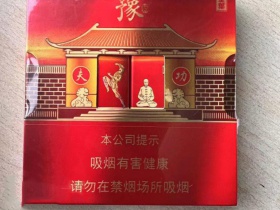 豫
夫 功
本公司提示
吸烟有害健康
请勿在禁烟场所吸烟